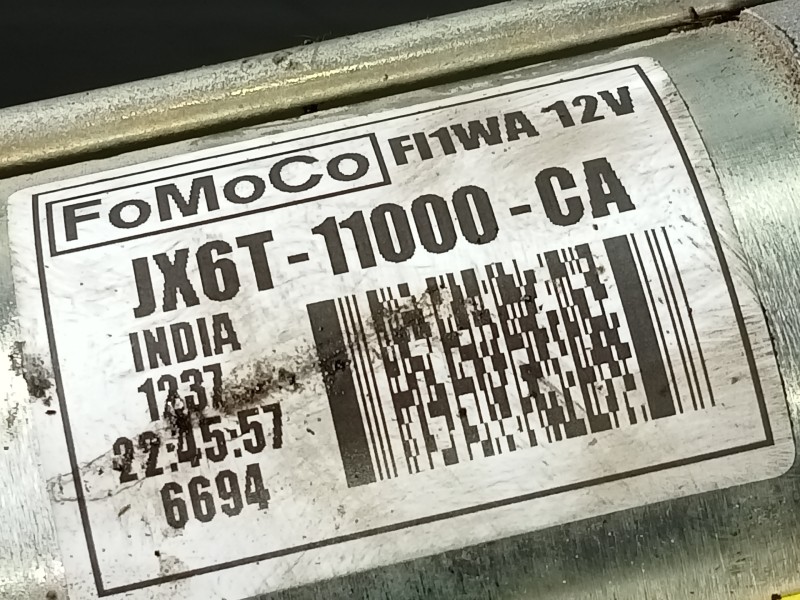 FoMoCo FI1WA 12V
JX6T-11000-CA
INDIA
1237
22:45:57
6694